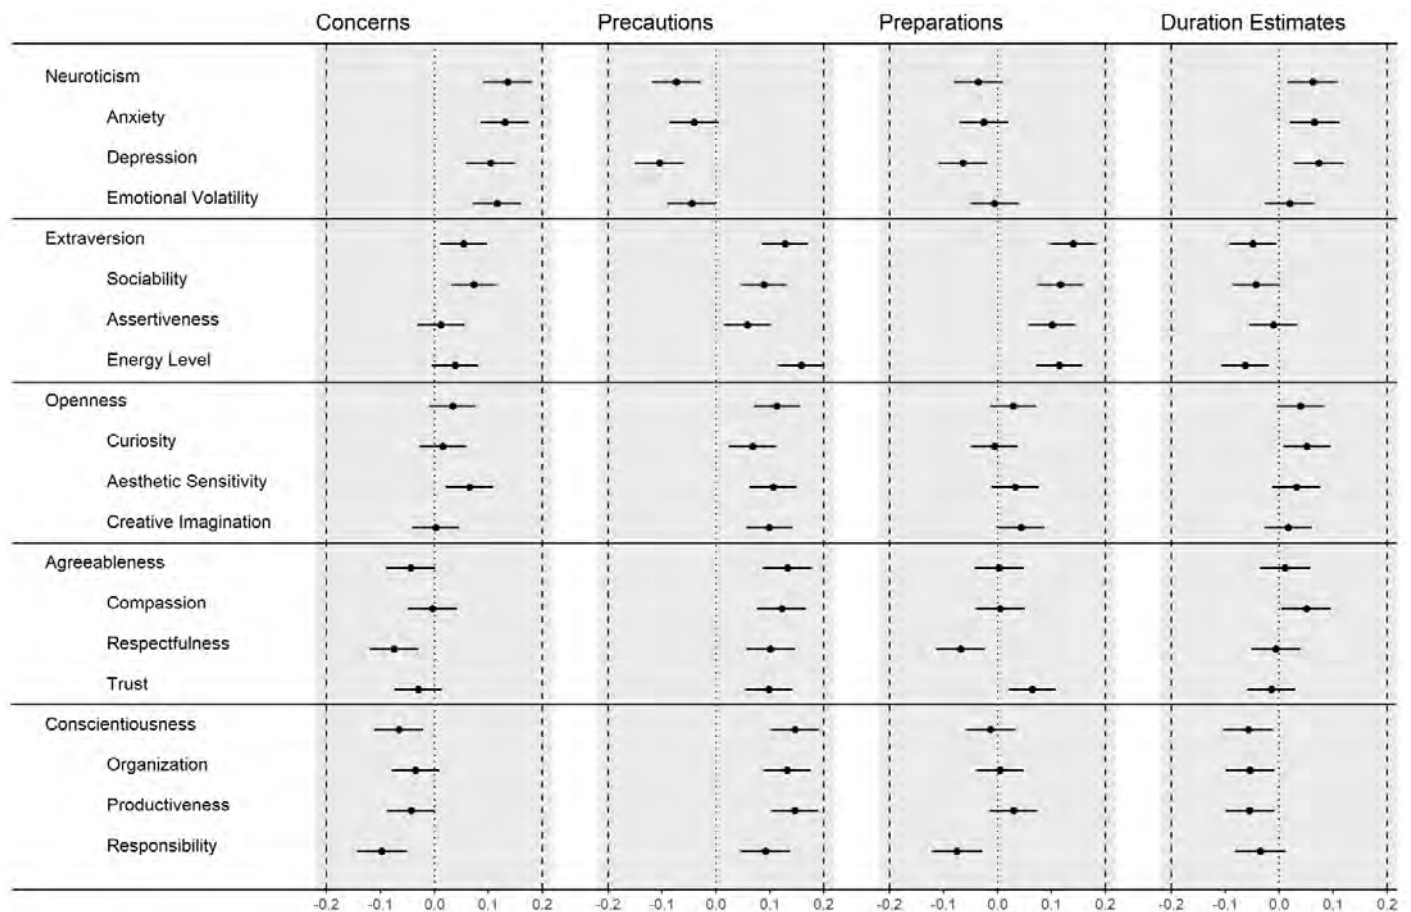 Concerns Precautions Preparations Duration Estimates
Neuroticism
Anxiety
Depression
Emotional Volatility
Extraversion
Sociability
Assertiveness
Energy Level
Openness
Curiosity
Aesthetic Sensitivity
Creative Imagination
Agreeableness
Compassion
Respectfulness
Trust
Conscientiousness
Organization
Productiveness
Responsibility
-0.2 -0.1 0.0 0.1 0.2 -0.2 -0.1 0.0 0.1 0.2 -0.2 -0.1 0.0 0.1 0.2 -0.2 -0.1 0.0 0.1 0.2